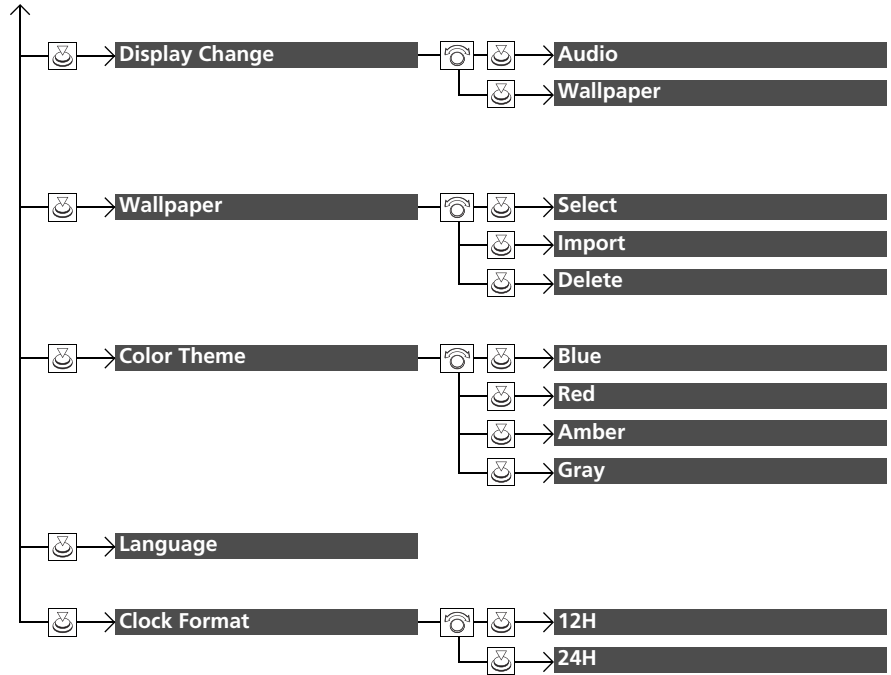 Display Change
Audio
Wallpaper
Wallpaper
Select
Import
Delete
Color Theme
Blue
Red
Amber
Gray
Language
Clock Format
12H
24H